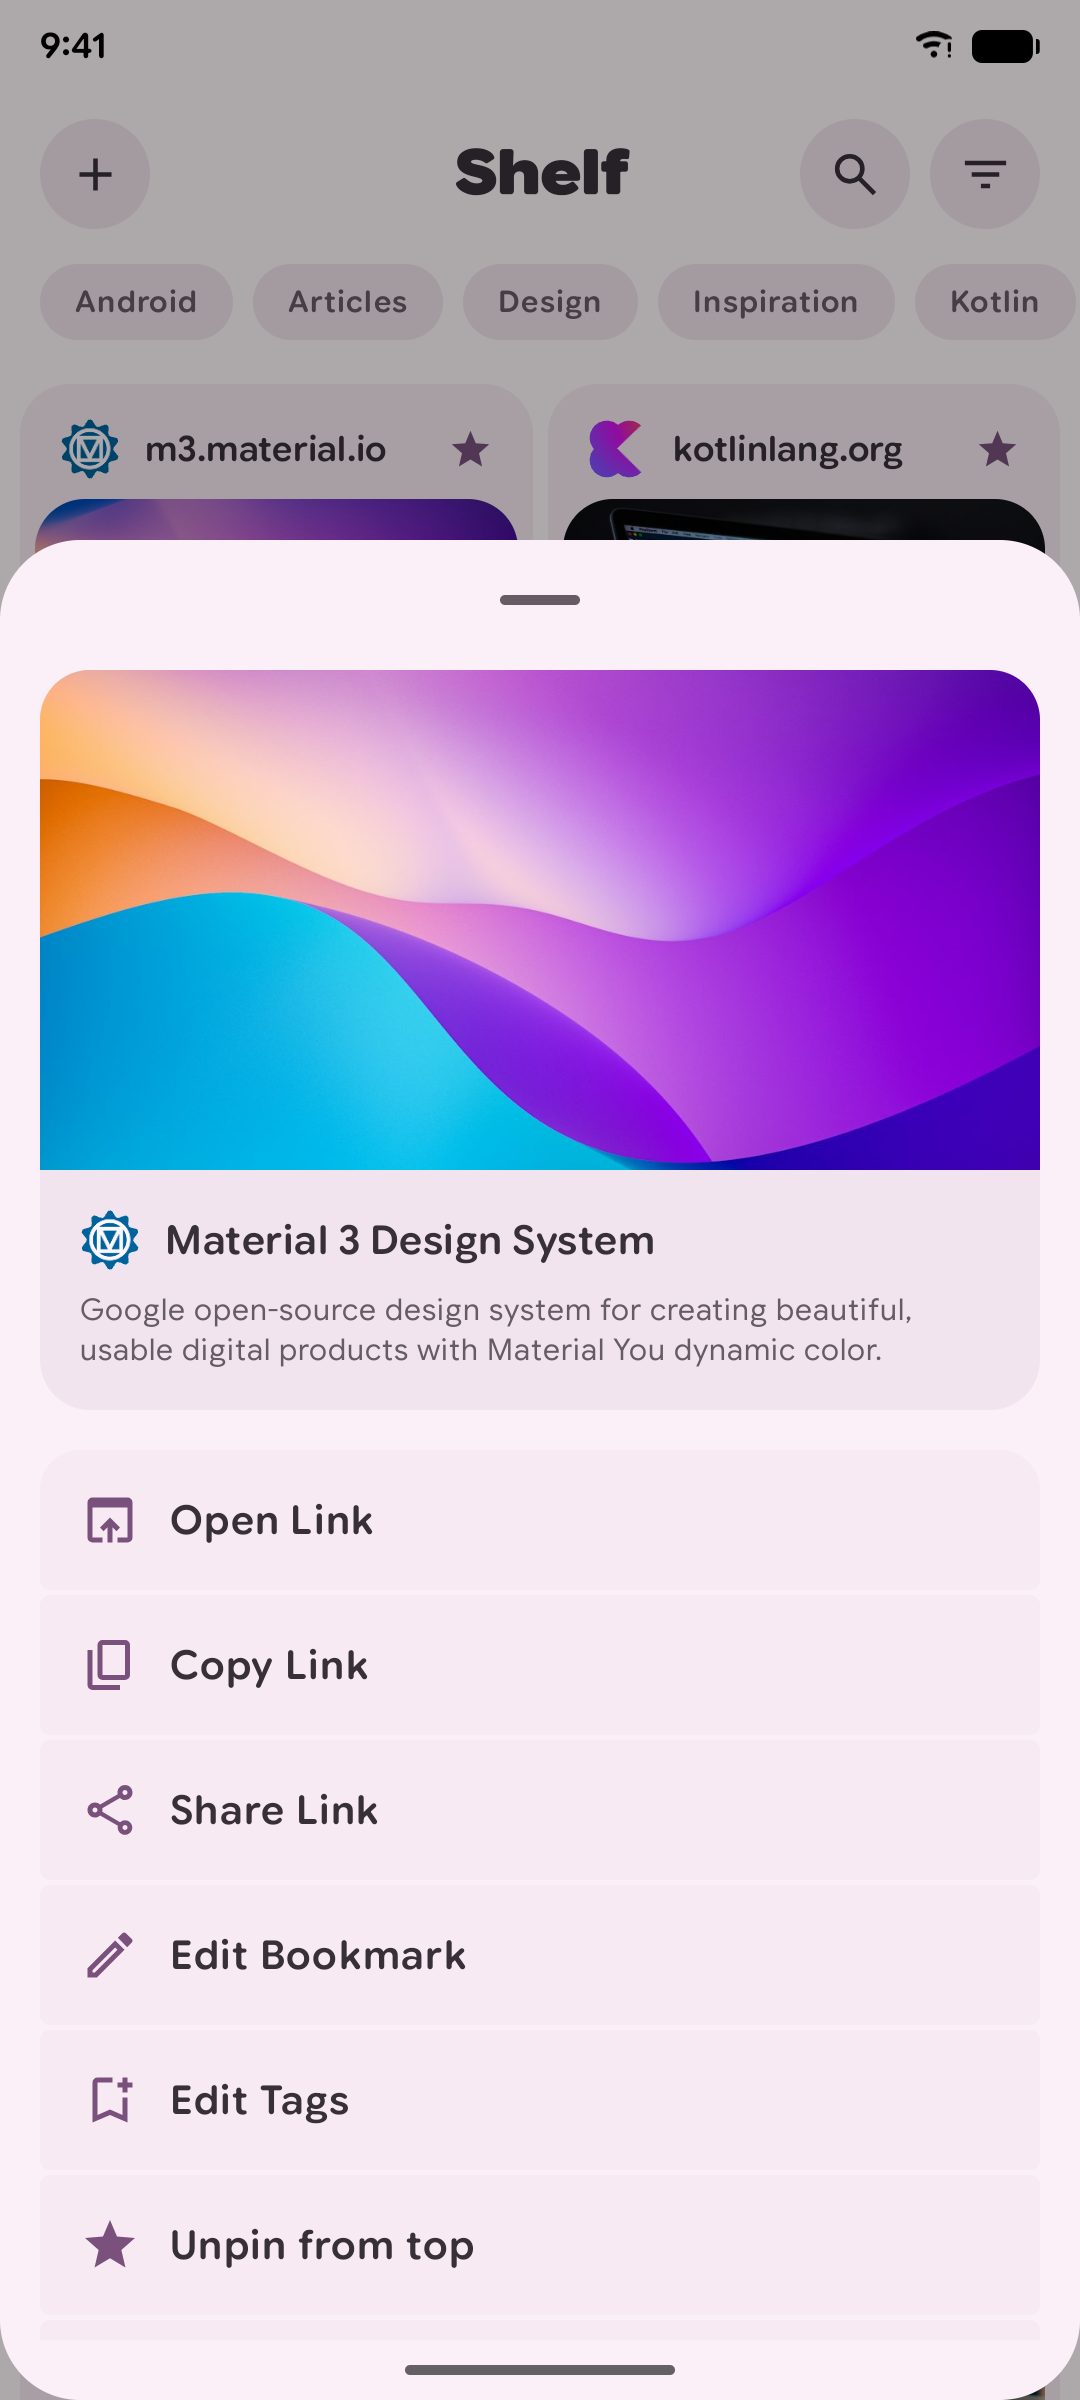 9:41
Shelf
Android
Articles
Design
Inspiration
Kotlin
m3.material.io
kotlinlang.org
Material 3 Design System
Google open-source design system for creating beautiful,
usable digital products with Material You dynamic color.
Open Link
Copy Link
Share Link
Edit Bookmark
Edit Tags
Unpin from top